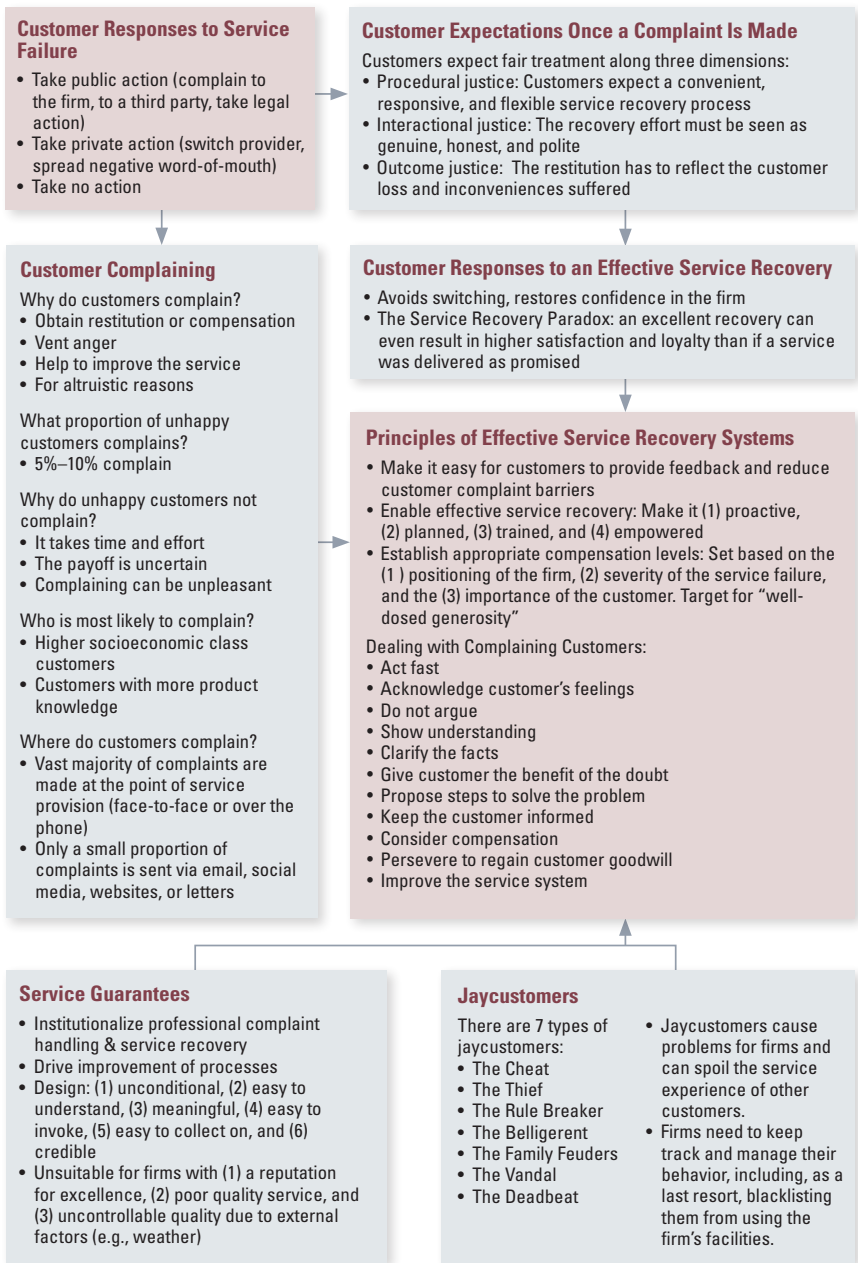 Customer Responses to Service
Failure
• Take public action (complain to
the firm, to a third party, take legal
action)
• Take private action (switch provider,
spread negative word-of-mouth)
• Take no action
Customer Expectations Once a Complaint Is Made
Customers expect fair treatment along three dimensions:
• Procedural justice: Customers expect a convenient,
responsive, and flexible service recovery process
• Interactional justice: The recovery effort must be seen as
genuine, honest, and polite
• Outcome justice: The restitution has to reflect the customer
loss and inconveniences suffered
Customer Complaining
Why do customers complain?
• Obtain restitution or compensation
• Vent anger
• Help to improve the service
• For altruistic reasons
What proportion of unhappy
customers complains?
• 5%–10% complain
Why do unhappy customers not
complain?
• It takes time and effort
• The payoff is uncertain
• Complaining can be unpleasant
Who is most likely to complain?
• Higher socioeconomic class
customers
• Customers with more product
knowledge
Where do customers complain?
• Vast majority of complaints are
made at the point of service
provision (face-to-face or over the
phone)
• Only a small proportion of
complaints is sent via email, social
media, websites, or letters
Customer Responses to an Effective Service Recovery
• Avoids switching, restores confidence in the firm
• The Service Recovery Paradox: an excellent recovery can
even result in higher satisfaction and loyalty than if a service
was delivered as promised
Principles of Effective Service Recovery Systems
• Make it easy for customers to provide feedback and reduce
customer complaint barriers
• Enable effective service recovery: Make it (1) proactive,
(2) planned, (3) trained, and (4) empowered
• Establish appropriate compensation levels: Set based on the
(1 ) positioning of the firm, (2) severity of the service failure,
and the (3) importance of the customer. Target for “well-
dosed generosity”
Dealing with Complaining Customers:
• Act fast
• Acknowledge customer’s feelings
• Do not argue
• Show understanding
• Clarify the facts
• Give customer the benefit of the doubt
• Propose steps to solve the problem
• Keep the customer informed
• Consider compensation
• Persevere to regain customer goodwill
• Improve the service system
Service Guarantees
• Institutionalize professional complaint
handling & service recovery
• Drive improvement of processes
• Design: (1) unconditional, (2) easy to
understand, (3) meaningful, (4) easy to
invoke, (5) easy to collect on, and (6)
credible
• Unsuitable for firms with (1) a reputation
for excellence, (2) poor quality service, and
(3) uncontrollable quality due to external
factors (e.g., weather)
Jaycustomers
There are 7 types of
jaycustomers:
• The Cheat
• The Thief
• The Rule Breaker
• The Belligerent
• The Family Feuders
• The Vandal
• The Deadbeat
• Jaycustomers cause
problems for firms and
can spoil the service
experience of other
customers.
• Firms need to keep
track and manage their
behavior, including, as a
last resort, blacklisting
them from using the
firm’s facilities.